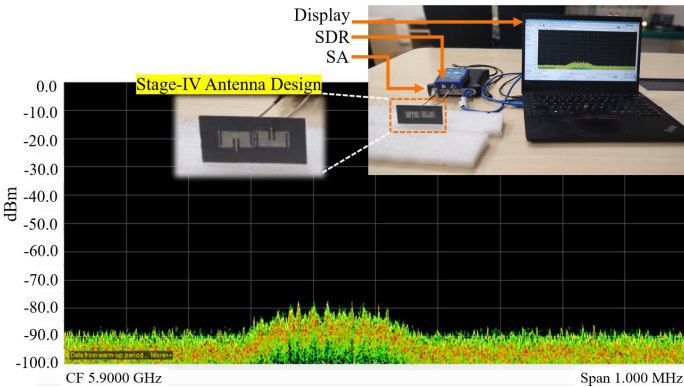 Display
SDR
SA
Stage-IV Antenna Design
0.0
-10.0
-20.0
-30.0
-40.0
-50.0
-60.0
-70.0
-80.0
-90.0
-100.0
dBm
Data from warm-up period... More>>
CF 5.9000 GHz
Span 1.000 MHz